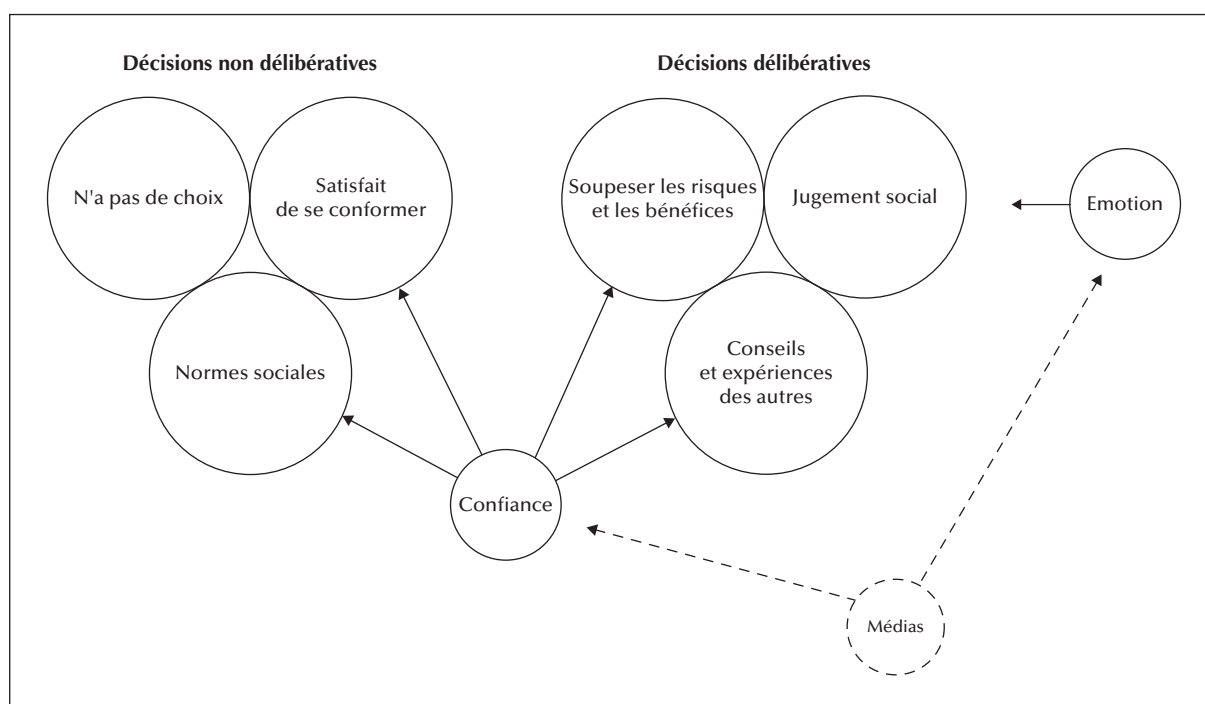 Décisions non délibératives
Décisions délibératives
N'a pas de choix
Satisfait
de se conformer
Normes sociales
Soupeser les risques
et les bénéfices
Jugement social
Conseils
et expériences
des autres
Emotion
Confiance
Médias